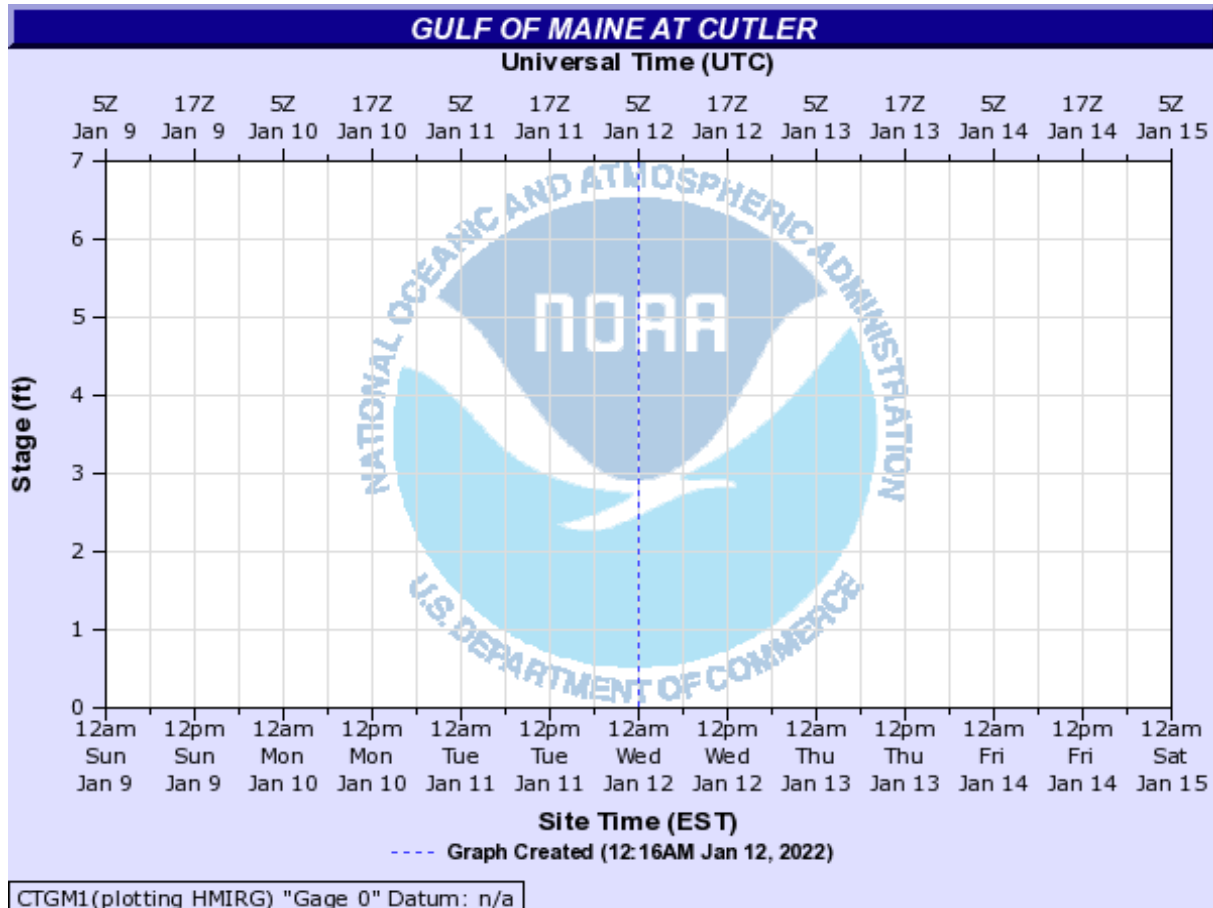 GULF OF MAINE AT CUTLER
Universal Time (UTC)
5Z 17Z 5Z 17Z 5Z 17Z 5Z 17Z 5Z 17Z 5Z 17Z 5Z
Jan 9 Jan 9 Jan 10 Jan 10 Jan 11 Jan 11 Jan 12 Jan 12 Jan 13 Jan 13 Jan 14 Jan 14 Jan 15
7
6
5
4
3
2
1
0
Stage (ft)
NATIONAL OCEANIC AND ATMOSPHERIC ADMINISTRATION
NOAA
U.S. DEPARTMENT OF COMMERCE
12am 12pm 12am 12pm 12am 12pm 12am 12pm 12am 12pm 12am 12pm 12am
Sun Sun Mon Mon Tue Tue Wed Wed Thu Thu Fri Fri Sat
Jan 9 Jan 9 Jan 10 Jan 10 Jan 11 Jan 11 Jan 12 Jan 12 Jan 13 Jan 13 Jan 14 Jan 14 Jan 15
Site Time (EST)
---- Graph Created (12:16AM Jan 12, 2022)
CTGM1(plotting HMIRG) "Gage 0" Datum: n/a